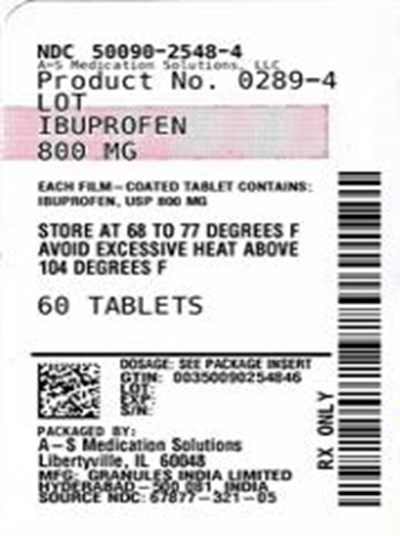 NDC 50090-2548-4
A-S Medication Solutions, LLC
Product No. 0289-4
LOT
IBUPROFEN
800 MG
EACH FILM-COATED TABLET CONTAINS:
IBUPROFEN, USP 800 MG
STORE AT 68 TO 77 DEGREES F
AVOID EXCESSIVE HEAT ABOVE
104 DEGREES F
60 TABLETS
DOSAGE: SEE PACKAGE INSERT
GTIN: 00350090254846
LOT:
EXP:
S/N:
PACKAGED BY:
A-S Medication Solutions
Libertyville, IL 60048
MFG: GRANULES INDIA LIMITED
HYDERABAD-500 081, INDIA
SOURCE NDC: 67877-321-05
RX ONLY